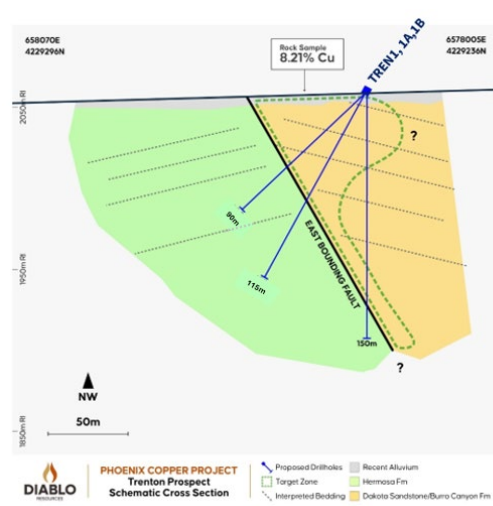 658070E
4229296N
Rock Sample
8.21% Cu
TREN1, 1A,1B
6578005E
4229236N
2050m Rl
?
90m
EAST BOUNDING FAULT
1950m Rl
115m
150m
?
NW
50m
1850m Rl
DIABLO
RESOURCES
PHOENIX COPPER PROJECT
Trenton Prospect
Schematic Cross Section
Proposed Drillholes
Target Zone
Interpreted Bedding
Recent Alluvium
Hermosa Fm
Dakota Sandstone/Burro Canyon Fm